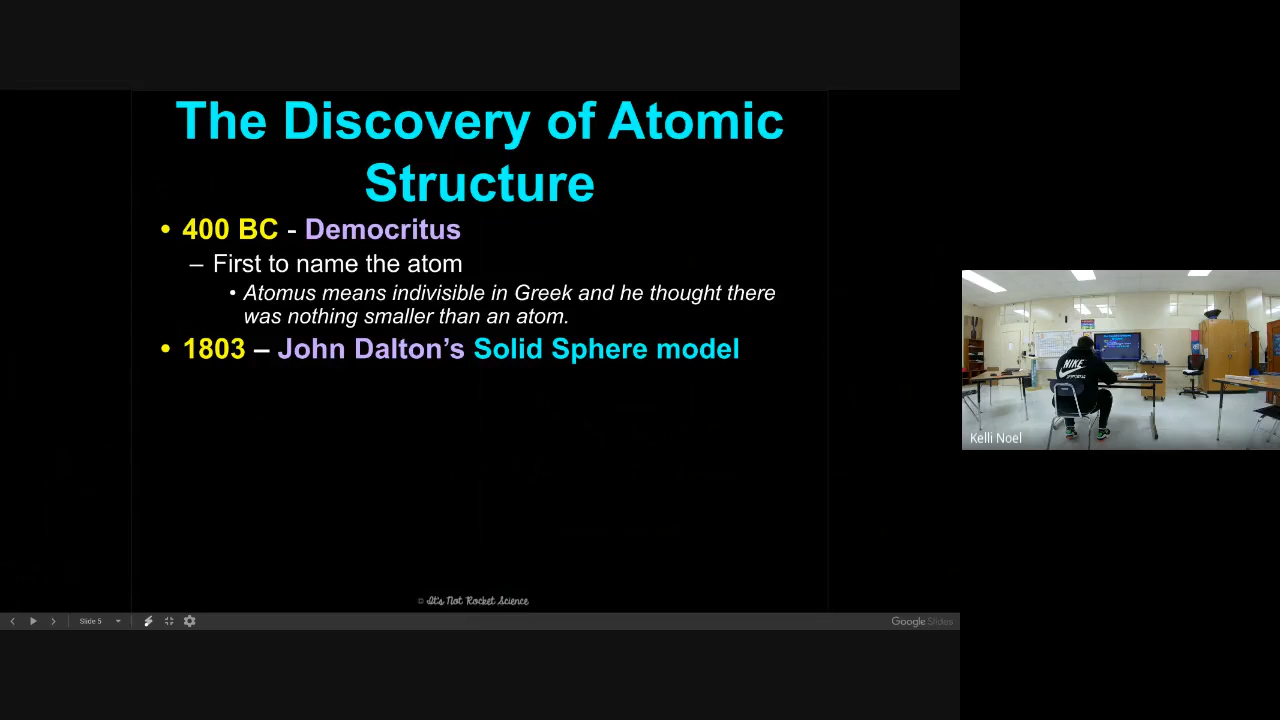 The Discovery of Atomic
Structure
• 400 BC - Democritus
– First to name the atom
• Atomus means indivisible in Greek and he thought there
was nothing smaller than an atom.
• 1803 – John Dalton's Solid Sphere model
© It's Not Rocket Science
Slide 5
Google Slides
NIKE
Kelli Noel